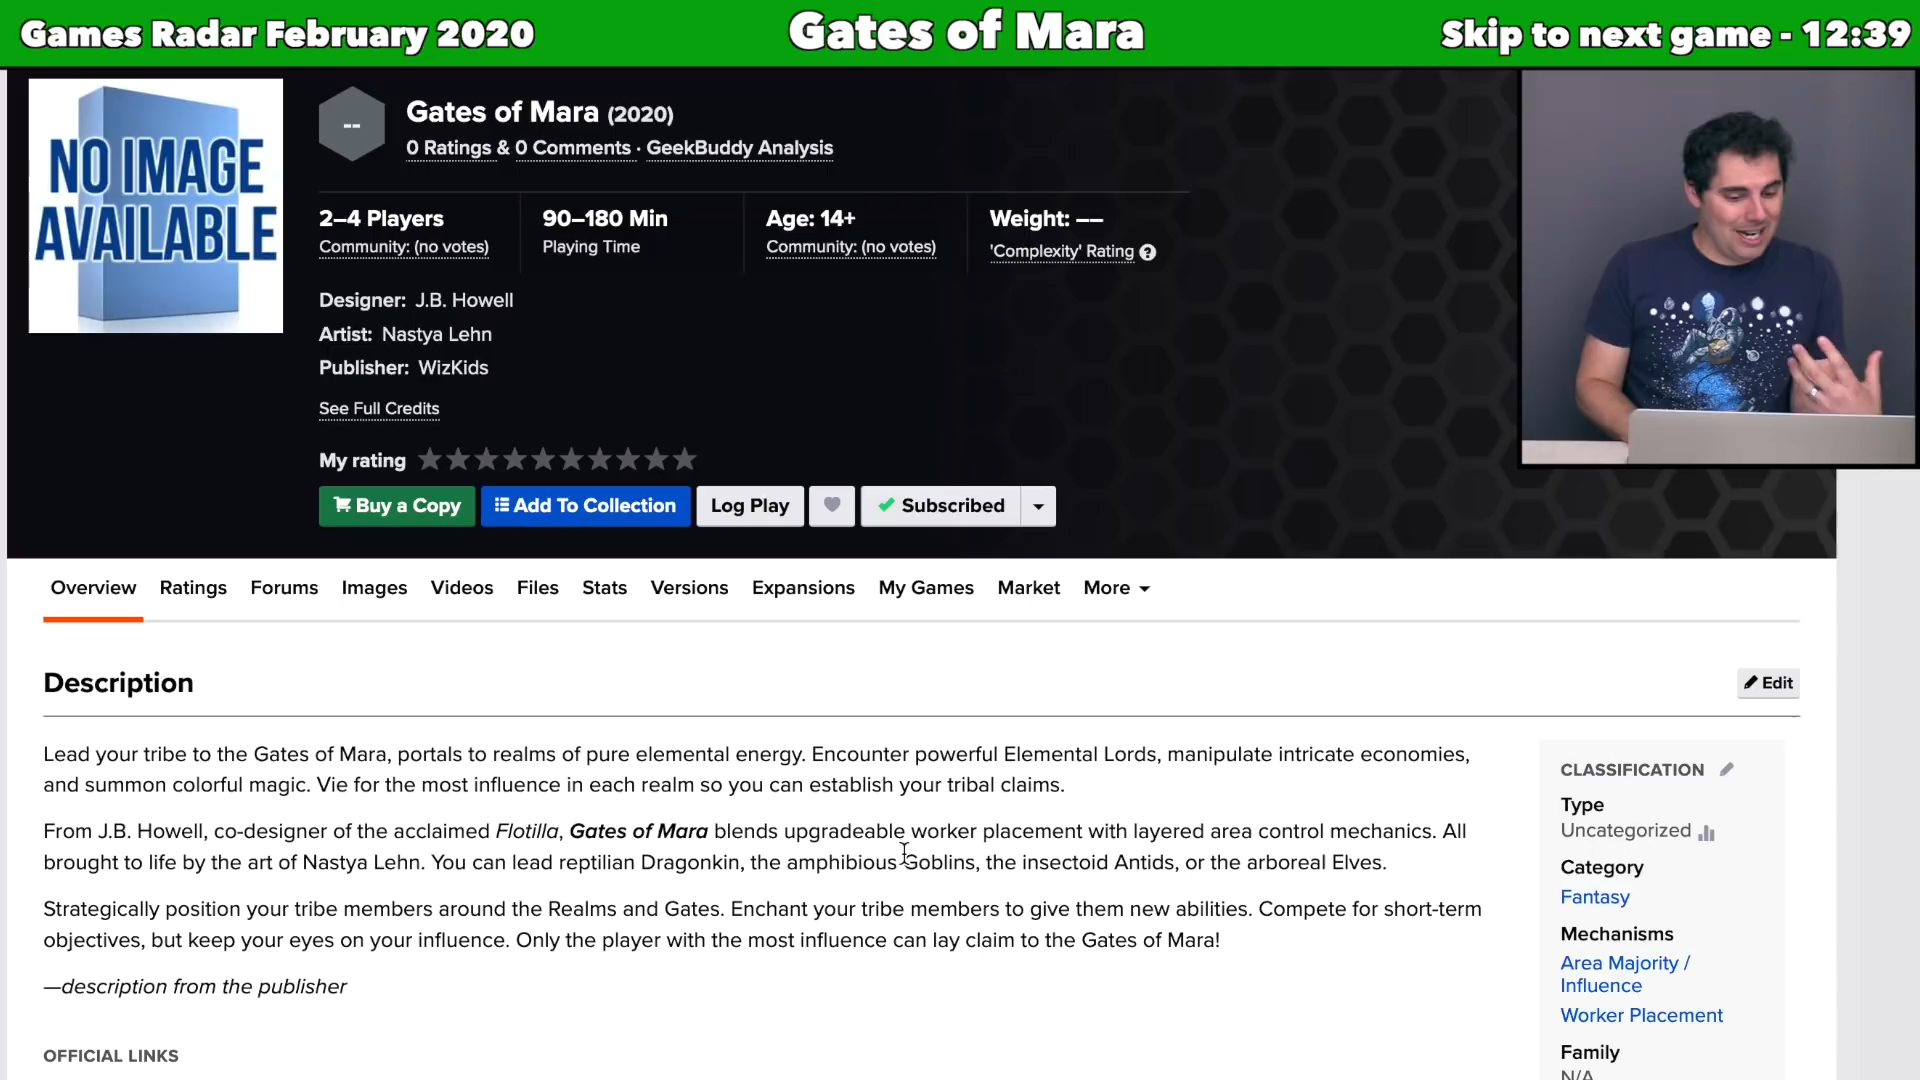 Games Radar February 2020
Gates of Mara
Skip to next game - 12:39
NO IMAGE
AVAILABLE
--
Gates of Mara (2020)
0 Ratings & 0 Comments · GeekBuddy Analysis
2–4 Players
Community: (no votes)
90–180 Min
Playing Time
Age: 14+
Community: (no votes)
Weight: ––
'Complexity' Rating ?
Designer: J.B. Howell
Artist: Nastya Lehn
Publisher: WizKids
See Full Credits
My rating
Buy a Copy
Add To Collection
Log Play
Subscribed
Overview Ratings Forums Images Videos Files Stats Versions Expansions My Games Market More
Description
Edit
Lead your tribe to the Gates of Mara, portals to realms of pure elemental energy. Encounter powerful Elemental Lords, manipulate intricate economies,
and summon colorful magic. Vie for the most influence in each realm so you can establish your tribal claims.
From J.B. Howell, co-designer of the acclaimed Flotilla, Gates of Mara blends upgradeable worker placement with layered area control mechanics. All
brought to life by the art of Nastya Lehn. You can lead reptilian Dragonkin, the amphibious Goblins, the insectoid Antids, or the arboreal Elves.
Strategically position your tribe members around the Realms and Gates. Enchant your tribe members to give them new abilities. Compete for short-term
objectives, but keep your eyes on your influence. Only the player with the most influence can lay claim to the Gates of Mara!
—description from the publisher
OFFICIAL LINKS
CLASSIFICATION
Type
Uncategorized
Category
Fantasy
Mechanisms
Area Majority /
Influence
Worker Placement
Family
N/A